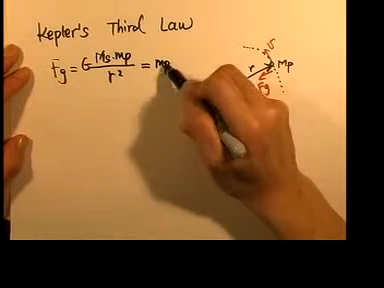 Kepler's Third Law
Fg = G Ms·Mp / r² = Mp
v
r
Mp
Fg